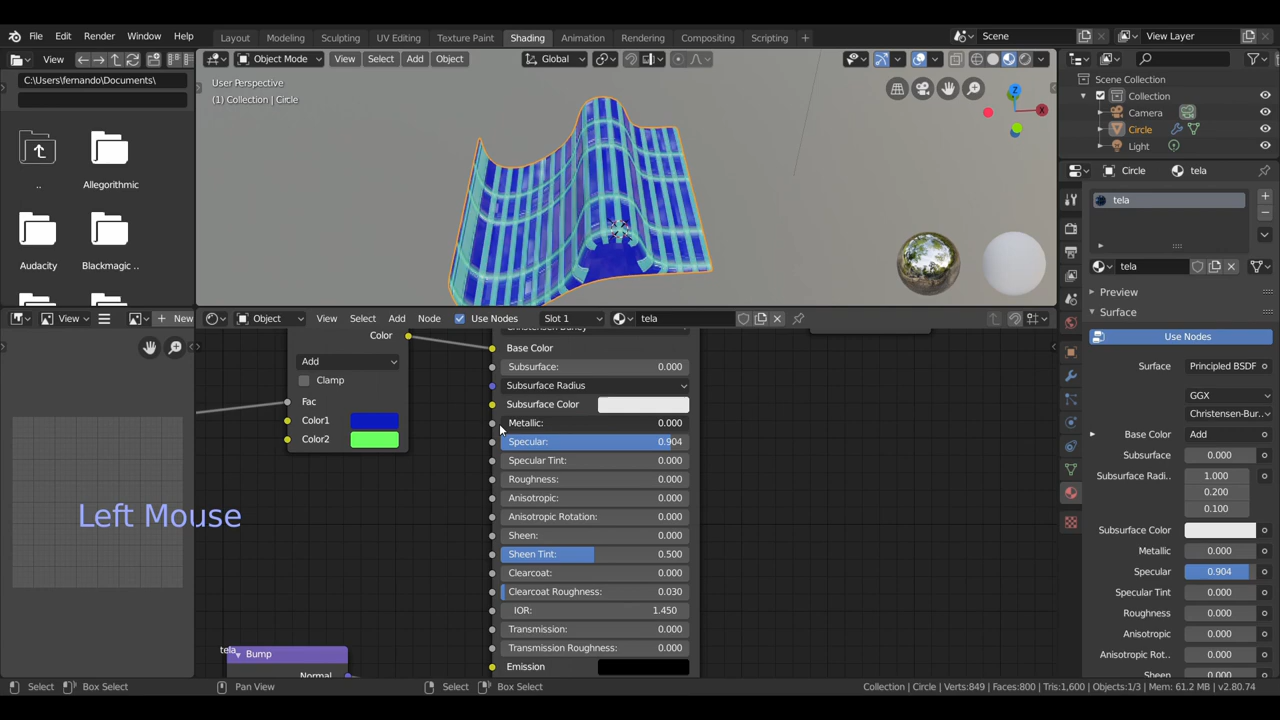 File Edit Render Window Help Layout Modeling Sculpting UV Editing Texture Paint Shading Animation Rendering Compositing Scripting + Scene View Layer
View Object Mode View Select Add Object Global
C:\Users\fernando\Documents\
User Perspective
(1) Collection | Circle
Z
X
Scene Collection
Collection
Camera
Circle
Light
..
Allegorithmic
Audacity
Blackmagic ..
Circle tela
tela
tela
Preview
Surface
Use Nodes
Surface Principled BSDF
GGX
Christensen-Bur..
Base Color Add
Subsurface 0.000
Subsurface Radi.. 1.000
0.200
0.100
Subsurface Color
Metallic 0.000
Specular 0.904
Specular Tint 0.000
Roughness 0.000
Anisotropic 0.000
Anisotropic Rot.. 0.000
Sheen 0.000
View New
Object View Select Add Node Use Nodes Slot 1 tela
Color
Add
Clamp
Fac
Color1
Color2
Base Color
Subsurface: 0.000
Subsurface Radius
Subsurface Color
Metallic: 0.000
Specular: 0.904
Specular Tint: 0.000
Roughness: 0.000
Anisotropic: 0.000
Anisotropic Rotation: 0.000
Sheen: 0.000
Sheen Tint: 0.500
Clearcoat: 0.000
Clearcoat Roughness: 0.030
IOR: 1.450
Transmission: 0.000
Transmission Roughness: 0.000
Emission
Left Mouse
tela
Bump
Normal
Select Box Select Pan View Select Box Select Collection | Circle | Verts:849 | Faces:800 | Tris:1,600 | Objects:1/3 | Mem: 61.2 MB | v2.80.74